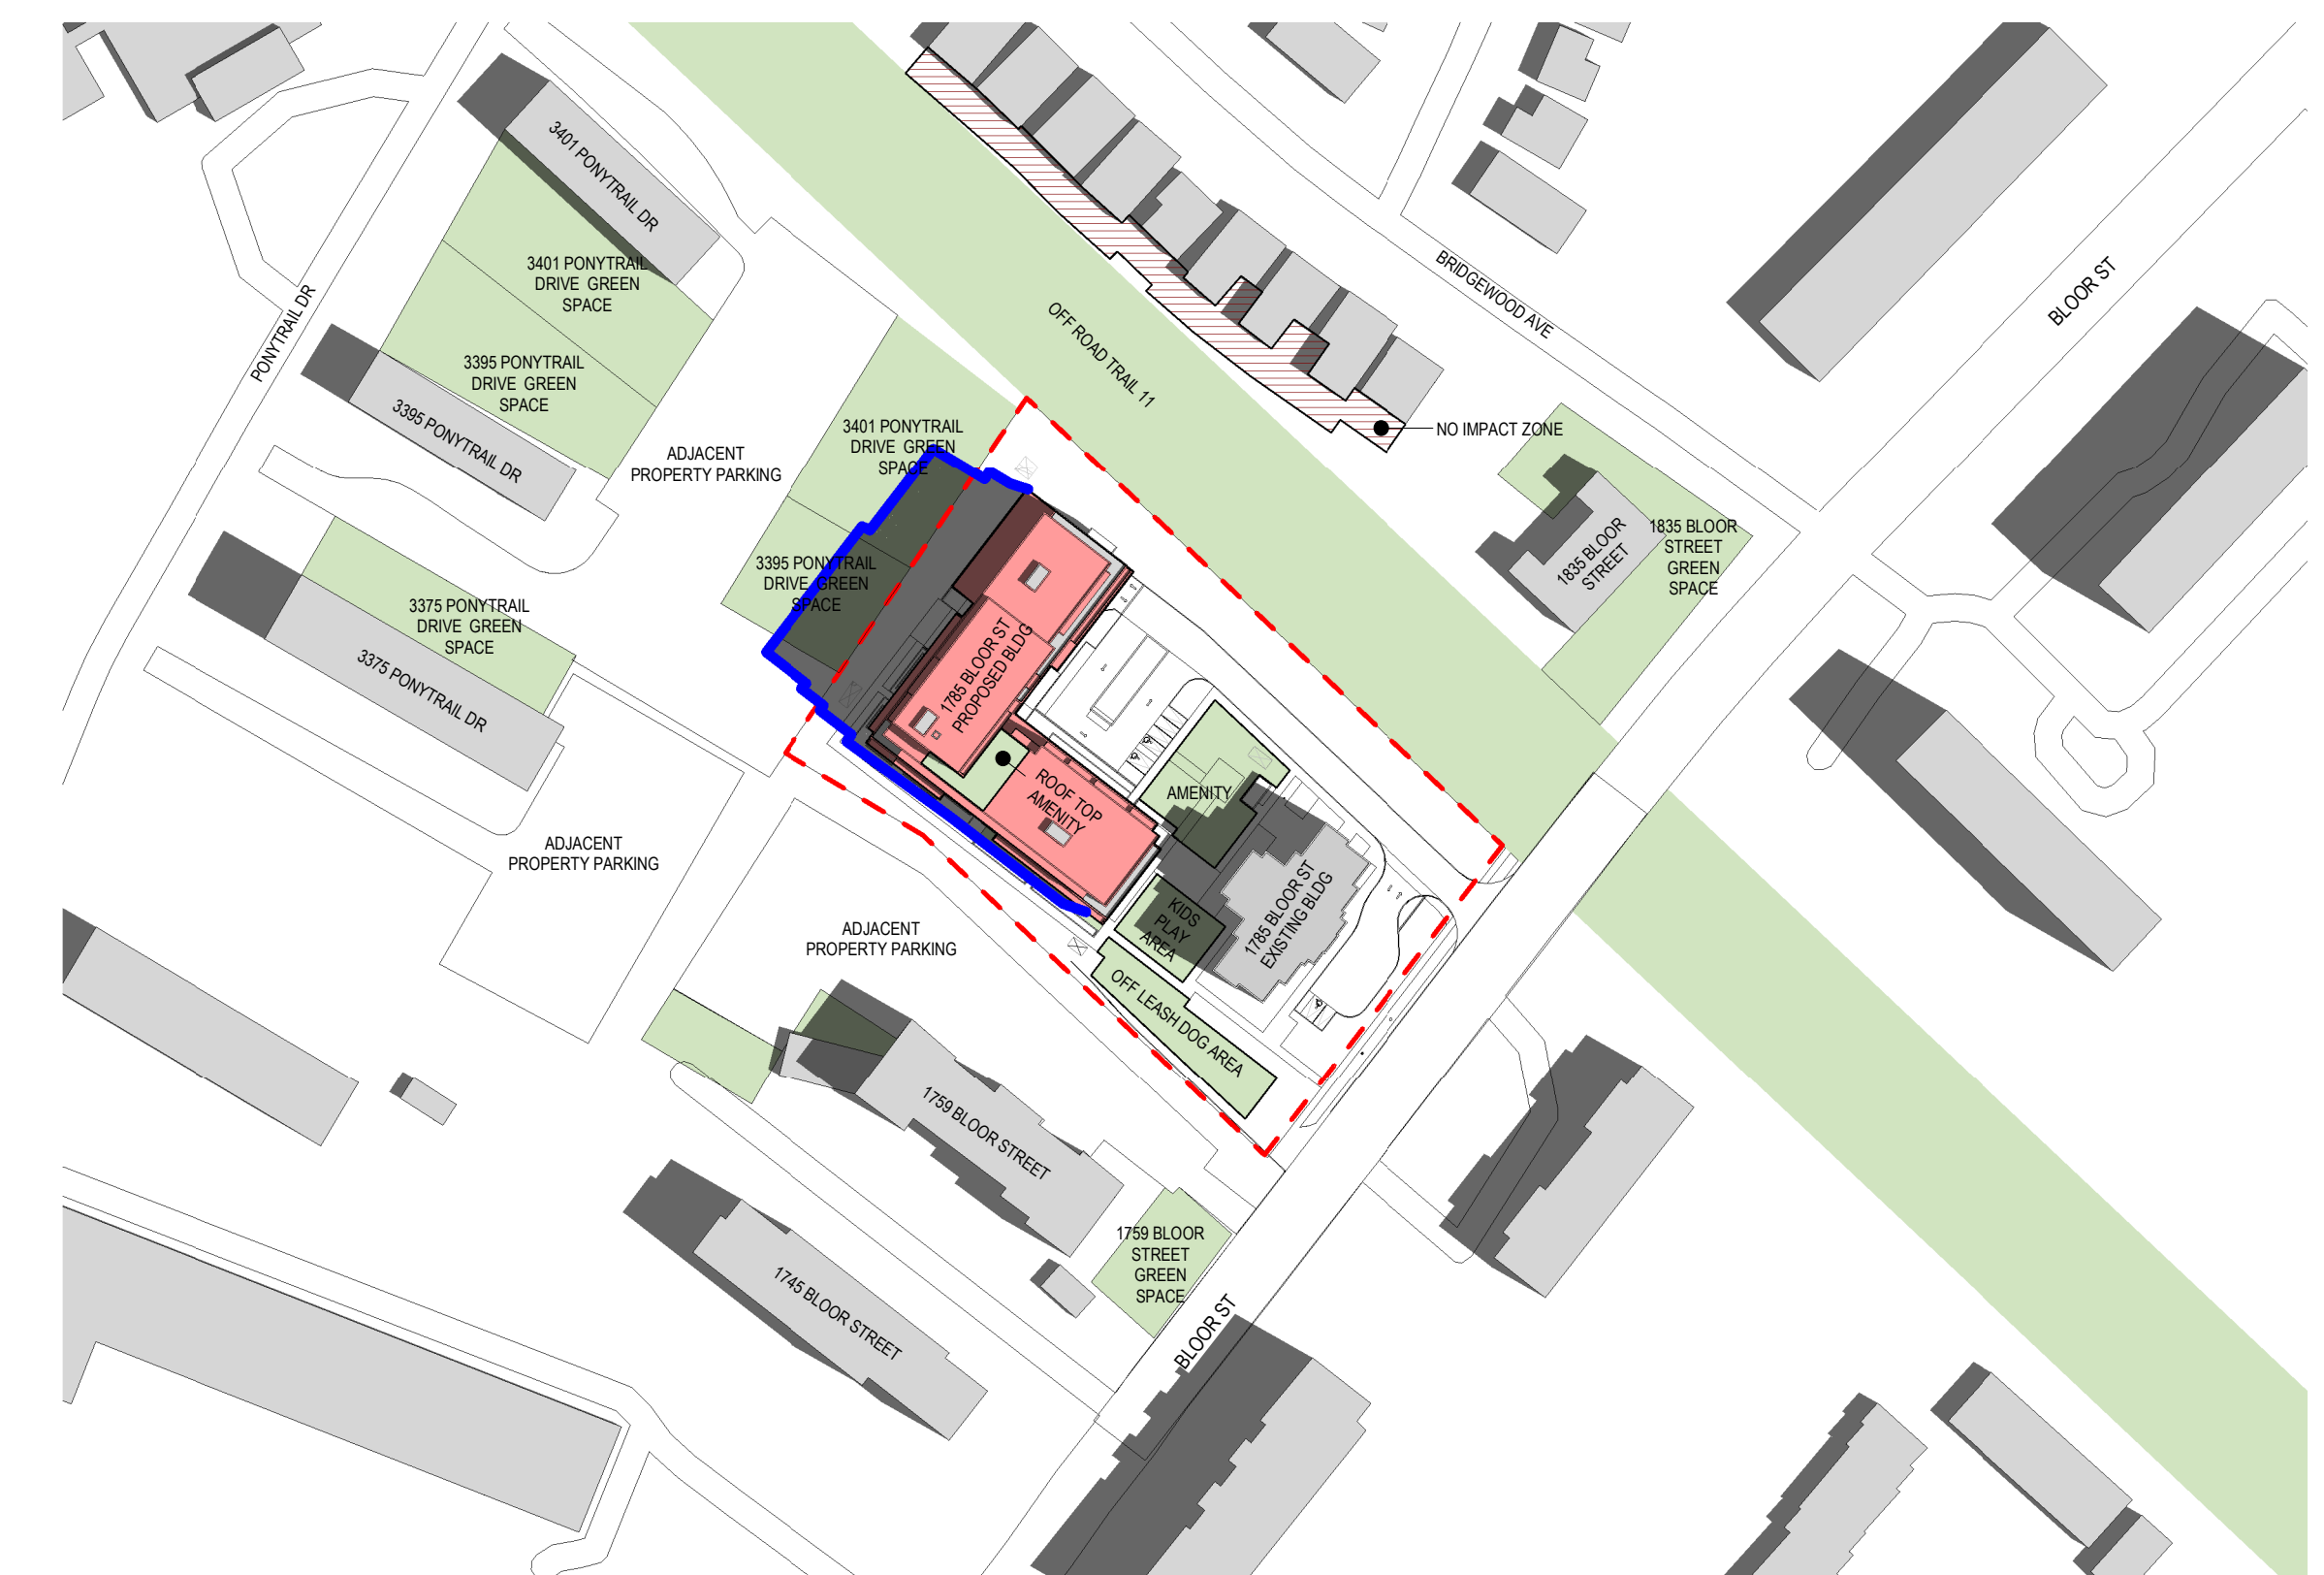 3401 PONYTRAIL DR
3401 PONYTRAIL
DRIVE GREEN
SPACE
PONYTRAIL DR
3395 PONYTRAIL
DRIVE GREEN
SPACE
3395 PONYTRAIL DR
ADJACENT
PROPERTY PARKING
3401 PONYTRAIL
DRIVE GREEN
SPACE
3395 PONYTRAIL
DRIVE GREEN
SPACE
3375 PONYTRAIL
DRIVE GREEN
SPACE
3375 PONYTRAIL DR
OFF ROAD TRAIL 11
BRIDGEWOOD AVE
BLOOR ST
NO IMPACT ZONE
1835 BLOOR
STREET
1835 BLOOR
STREET
GREEN
SPACE
1785 BLOOR ST
PROPOSED BLDG
ROOF TOP
AMENITY
AMENITY
KIDS
PLAY
AREA
1785 BLOOR ST
EXISTING BLDG
OFF LEASH DOG AREA
ADJACENT
PROPERTY PARKING
ADJACENT
PROPERTY PARKING
1759 BLOOR STREET
1745 BLOOR STREET
1759 BLOOR
STREET
GREEN
SPACE
BLOOR ST